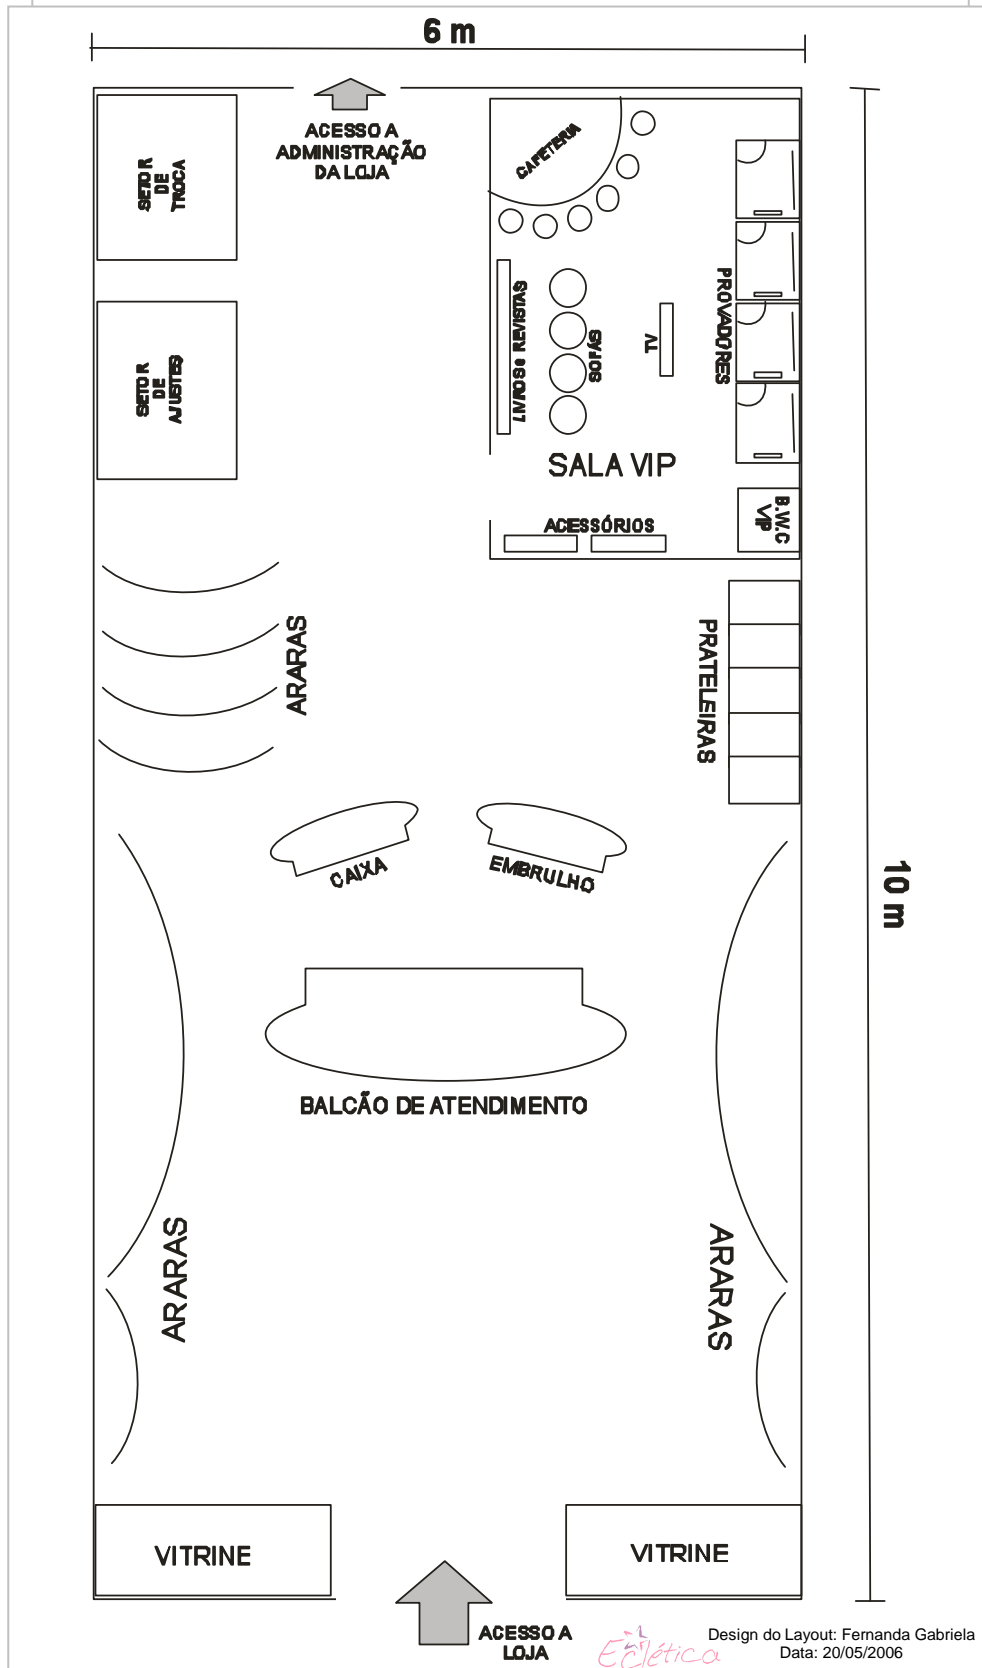 6 m
ACESSO A
ADMINISTRAÇÃO
DA LOJA
SETOR
DE
TROCA
CAFETERIA
SETOR
DE
AJUSTES
LIVROS e REVISTAS
SOFÁS
TV
PROVADORES
SALA VIP
ACESSÓRIOS
B.W.C
VIP
ARARAS
PRATELEIRAS
CAIXA
EMBRULHO
10 m
BALCÃO DE ATENDIMENTO
ARARAS
ARARAS
VITRINE
VITRINE
ACESSO A
LOJA
Eclética
Design do Layout: Fernanda Gabriela
Data: 20/05/2006